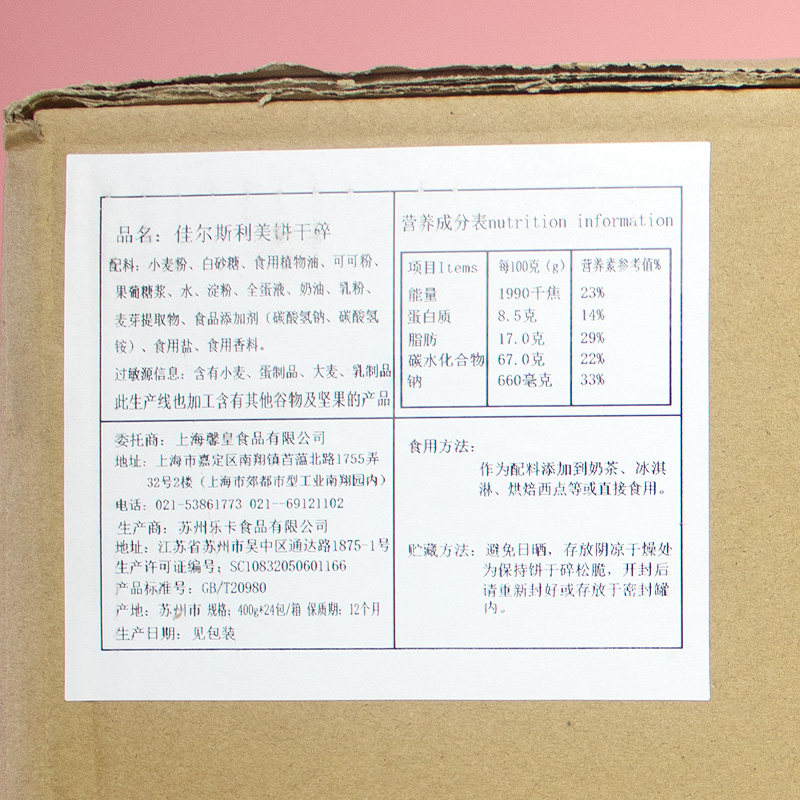 品名：佳尔斯利美饼干碎
配料：小麦粉、白砂糖、食用植物油、可可粉、
果葡糖浆、水、淀粉、全蛋液、奶油、乳粉、
麦芽提取物、食品添加剂（碳酸氢钠、碳酸氢
铵）、食用盐、食用香料。
过敏源信息：含有小麦、蛋制品、大麦、乳制品
此生产线也加工含有其他谷物及坚果的产品
营养成分表nutrition information
项目Items 每100克（g） 营养素参考值%
能量 1990千焦 23%
蛋白质 8.5克 14%
脂肪 17.0克 29%
碳水化合物 67.0克 22%
钠 660毫克 33%
委托商：上海馨皇食品有限公司
地址：上海市嘉定区南翔镇苩蕰北路1755弄
32号2楼（上海市郊都市型工业南翔园内）
电话：021-53861773 021--69121102
生产商：苏州乐卡食品有限公司
地址：江苏省苏州市吴中区通达路1875-1号
生产许可证编号：SC10832050601166
产品标准号：GB/T20980
产地：苏州市 规格：400g*24包/箱 保质期：12个月
生产日期：见包装
食用方法：
作为配料添加到奶茶、冰淇
淋、烘焙西点等或直接食用。
贮藏方法：避免日晒，存放阴凉干燥处
为保持饼干碎松脆，开封后
请重新封好或存放于密封罐
内。